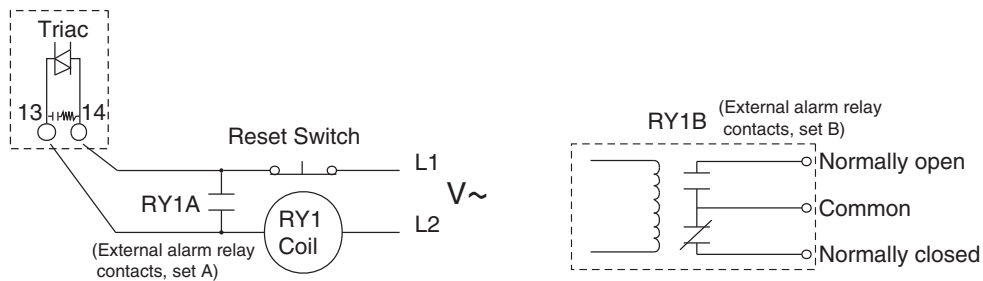 Triac
13
14
Reset Switch
L1
V~
L2
RY1A
RY1
Coil
(External alarm relay
contacts, set A)
RY1B
(External alarm relay
contacts, set B)
Normally open
Common
Normally closed